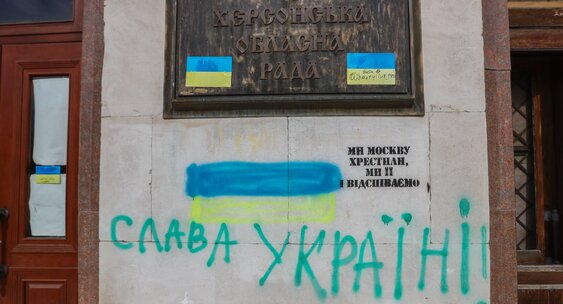 ХЕРСОНСЬКА
ОБЛАСНА
РАДА
МИ МОСКВУ
ХРЕСТИЛИ,
МИ ЇЇ
І ВІДСПІВАЄМО
СЛАВА УКРАЇНІ!